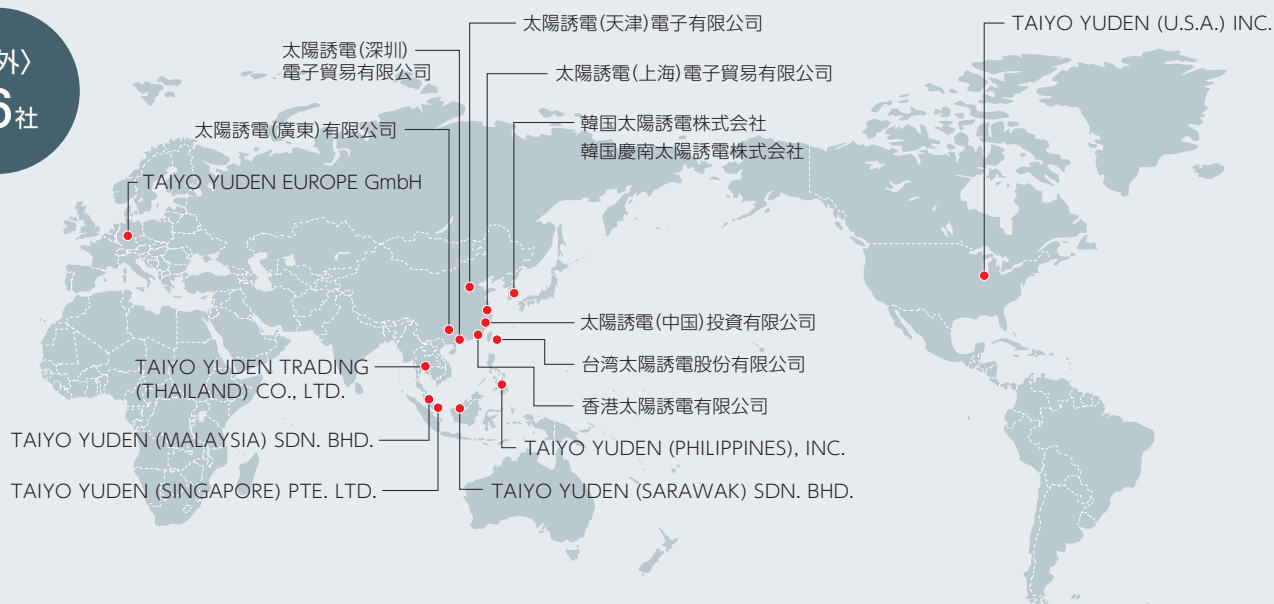 外〉
社
太陽誘電(天津)電子有限公司
TAIYO YUDEN (U.S.A.) INC.
太陽誘電(深圳)
電子貿易有限公司
太陽誘電(上海)電子貿易有限公司
太陽誘電(廣東)有限公司
韓国太陽誘電株式会社
韓国慶南太陽誘電株式会社
TAIYO YUDEN EUROPE GmbH
太陽誘電(中国)投資有限公司
TAIYO YUDEN TRADING
(THAILAND) CO., LTD.
台湾太陽誘電股份有限公司
香港太陽誘電有限公司
TAIYO YUDEN (MALAYSIA) SDN. BHD.
TAIYO YUDEN (PHILIPPINES), INC.
TAIYO YUDEN (SINGAPORE) PTE. LTD.
TAIYO YUDEN (SARAWAK) SDN. BHD.